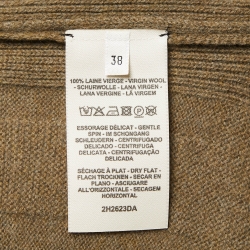 38
100% LAINE VIERGE - VIRGIN WOOL
- SCHURWOLLE - LANA VIRGEN -
LANA VERGINE - LÃ VIRGEM
ESSORAGE DÉLICAT - GENTLE
SPIN - IM SCHONGANG
SCHLEUDERN - CENTRIFUGADO
DELICADO - CENTRIFUGA
DELICATA - CENTRIFUGAÇÃO
DELICADA
SÉCHAGE À PLAT - DRY FLAT -
FLACH TROCKNEN - SECAR EN
PLANO - ASCIUGARE
ALL'ORIZZONTALE - SECAGEM
HORIZONTAL
2H2623DA